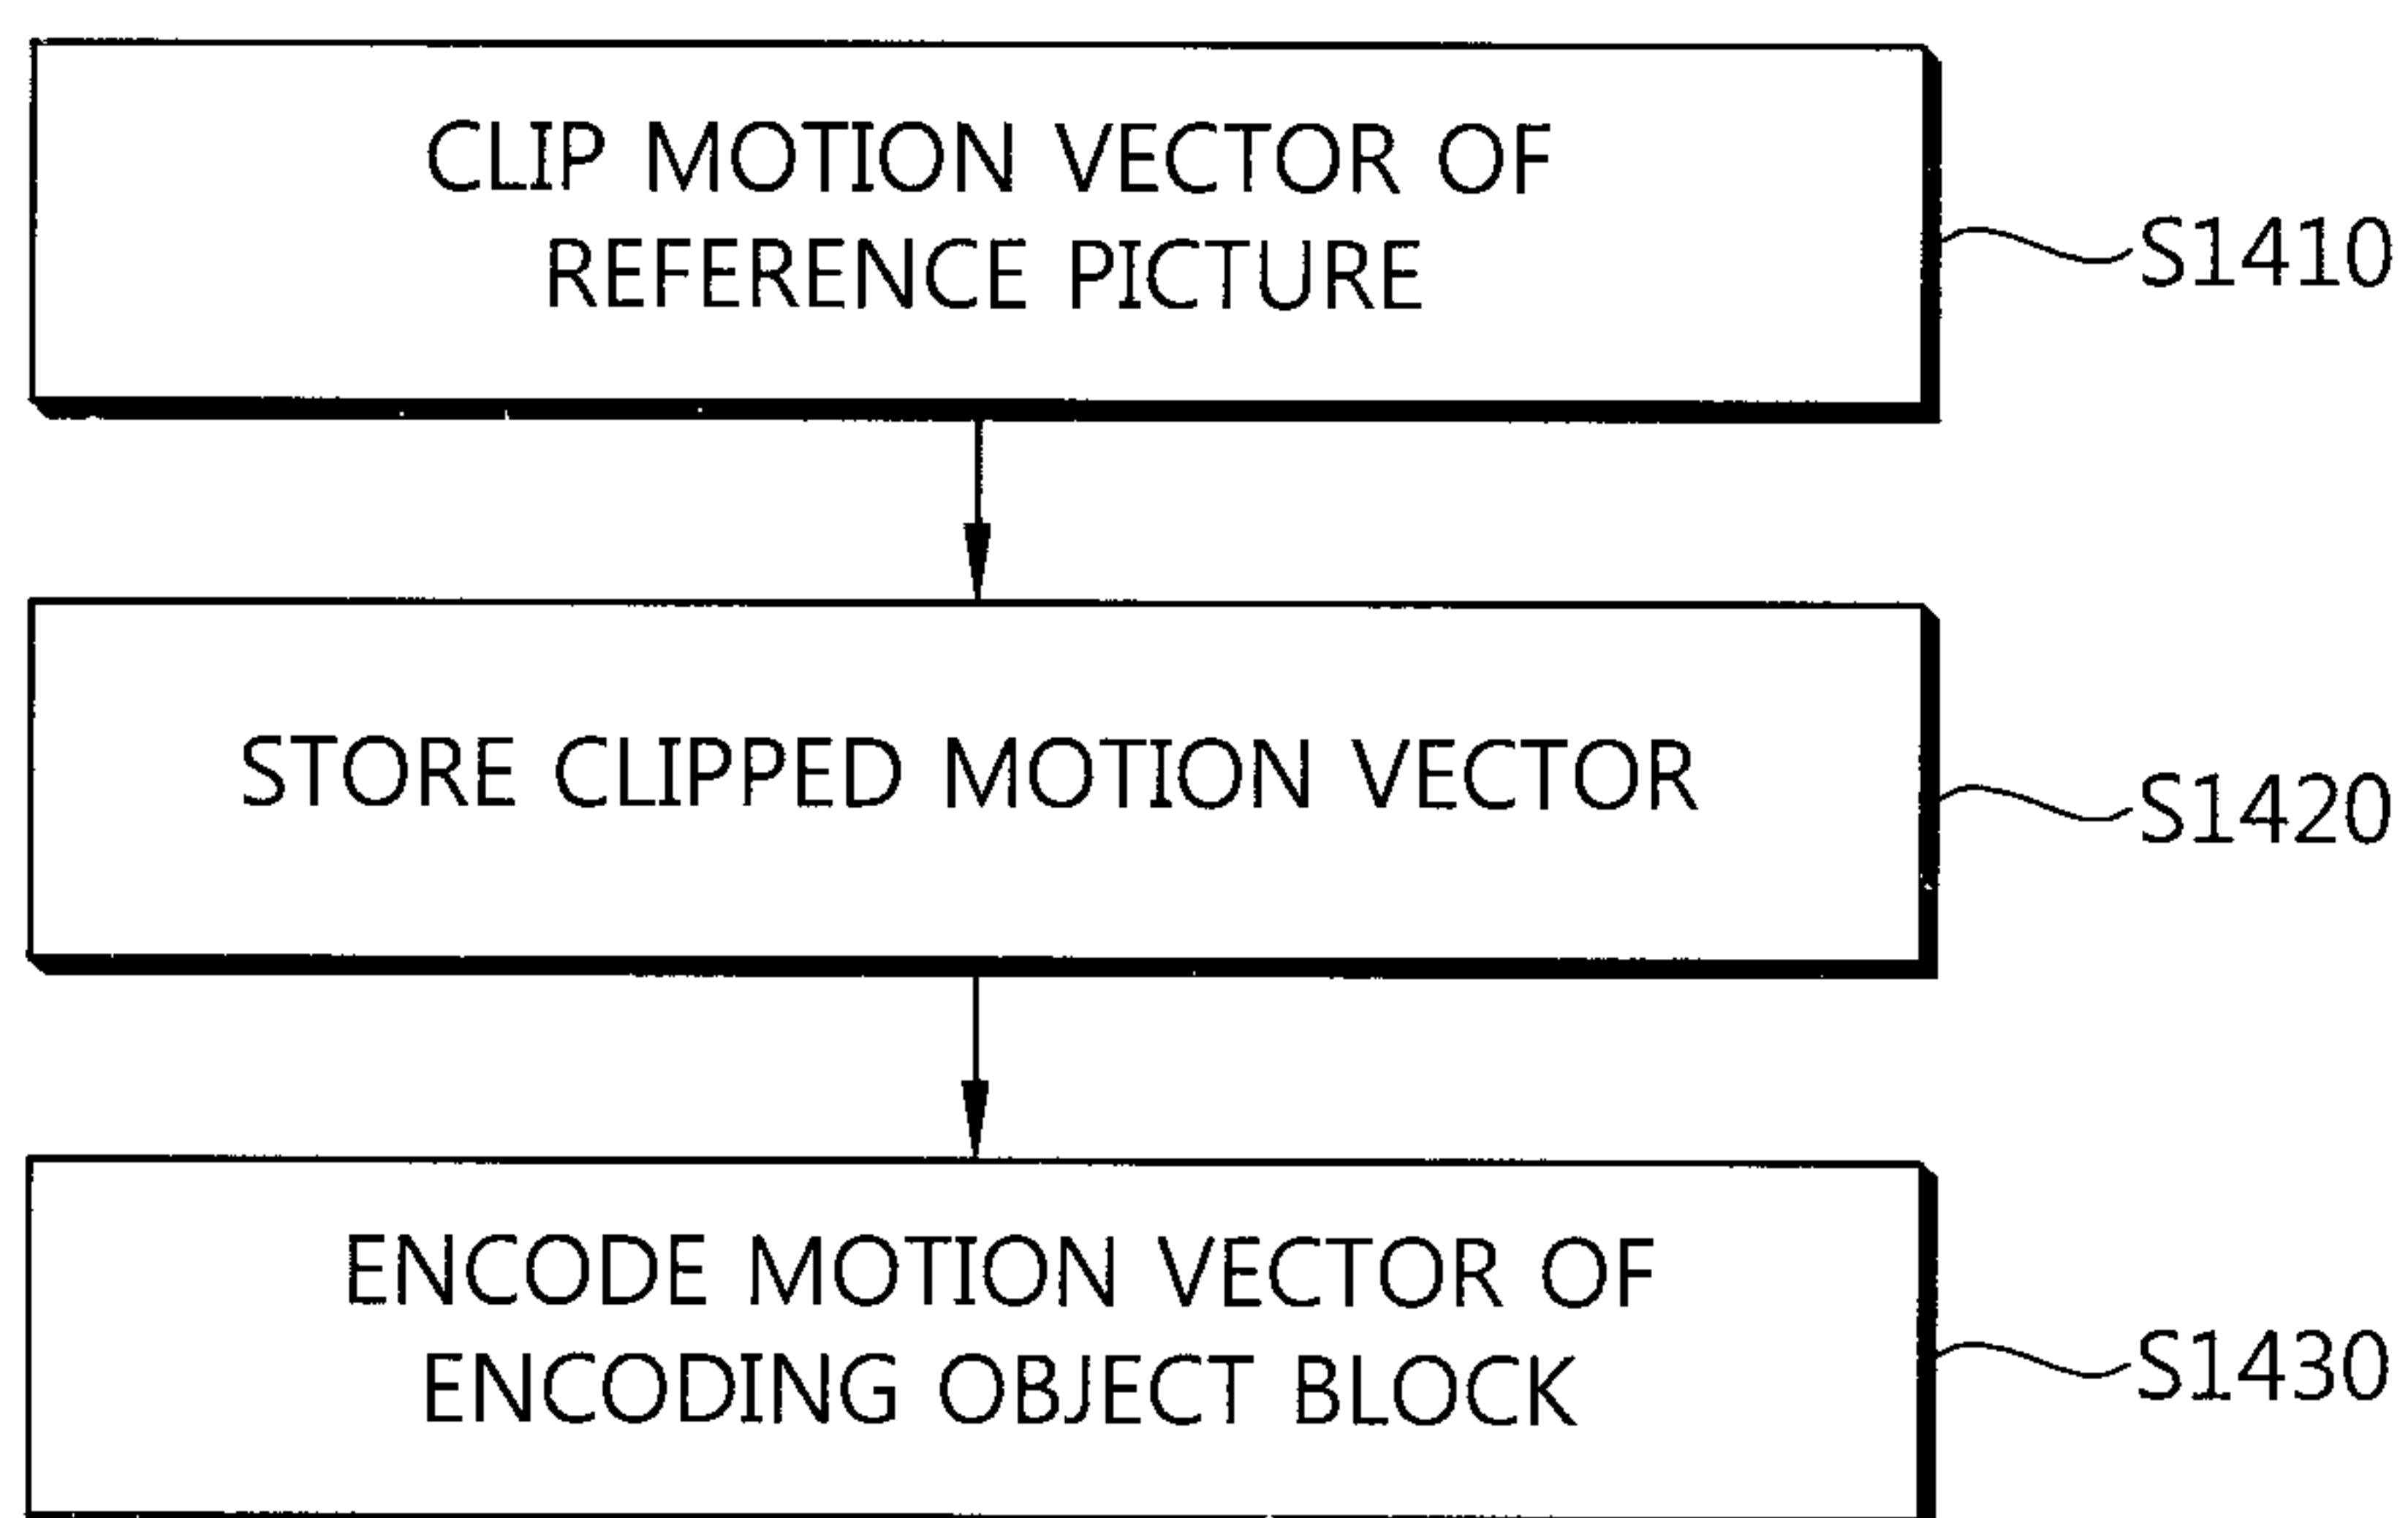 CLIP MOTION VECTOR OF
REFERENCE PICTURE
S1410
STORE CLIPPED MOTION VECTOR
S1420
ENCODE MOTION VECTOR OF
ENCODING OBJECT BLOCK
S1430